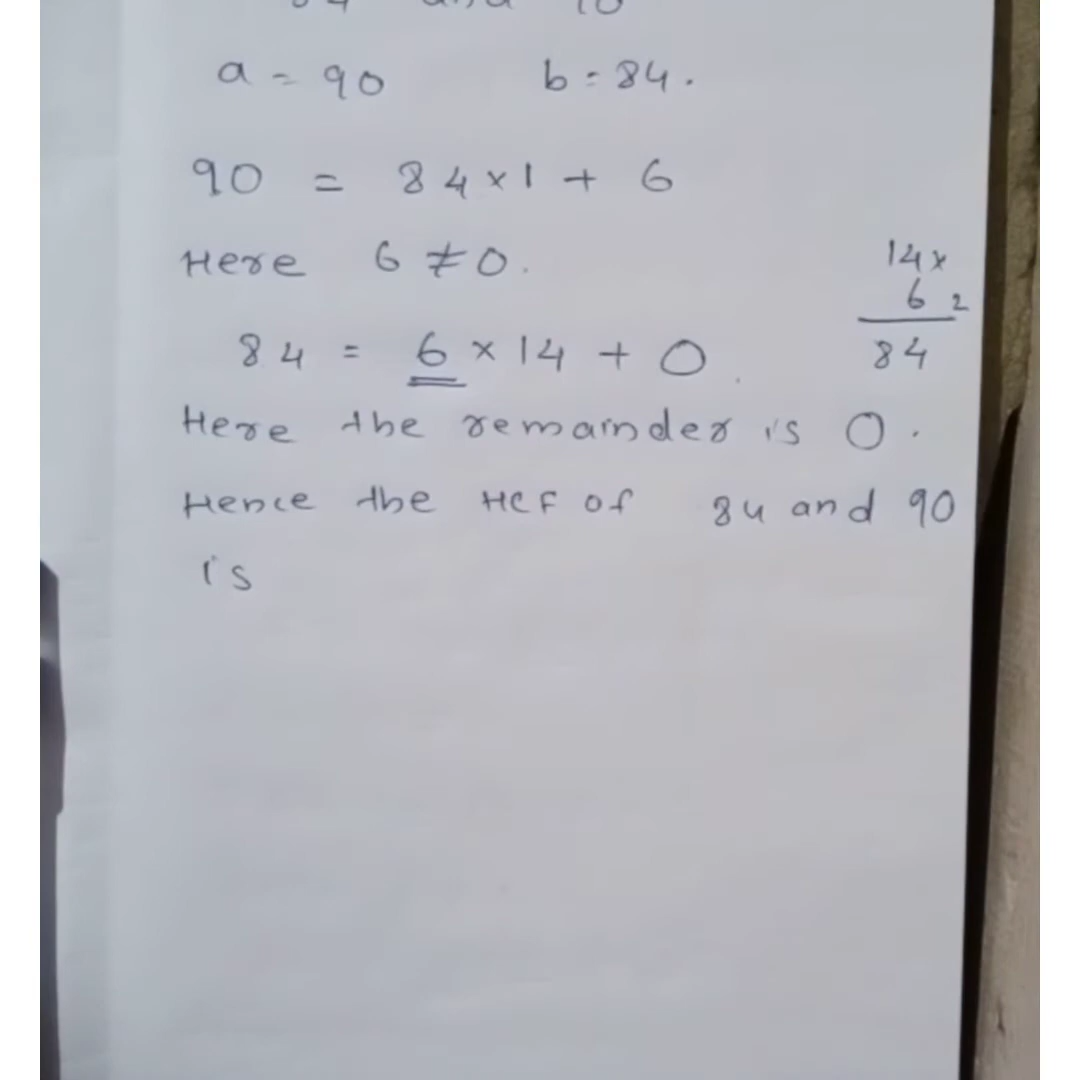 a = 90 b = 84.
90 = 84 × 1 + 6
Here 6 ≠ 0.
14 ×
6 2
84
84 = 6 × 14 + 0.
Here the remainder is 0.
Hence the HCF of 84 and 90
is